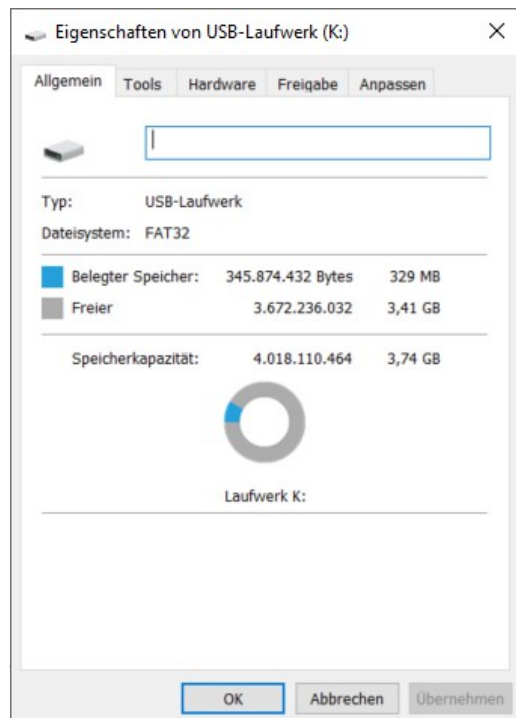 Eigenschaften von USB-Laufwerk (K:)
Allgemein Tools Hardware Freigabe Anpassen
Typ: USB-Laufwerk
Dateisystem: FAT32
Belegter Speicher: 345.874.432 Bytes 329 MB
Freier 3.672.236.032 3,41 GB
Speicherkapazität: 4.018.110.464 3,74 GB
Laufwerk K:
OK Abbrechen Übernehmen